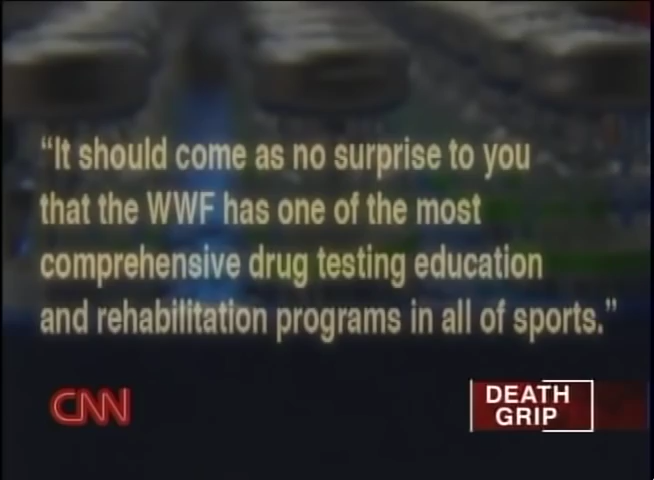 “It should come as no surprise to you
that the WWF has one of the most
comprehensive drug testing education
and rehabilitation programs in all of sports.”
CNN
DEATH
GRIP